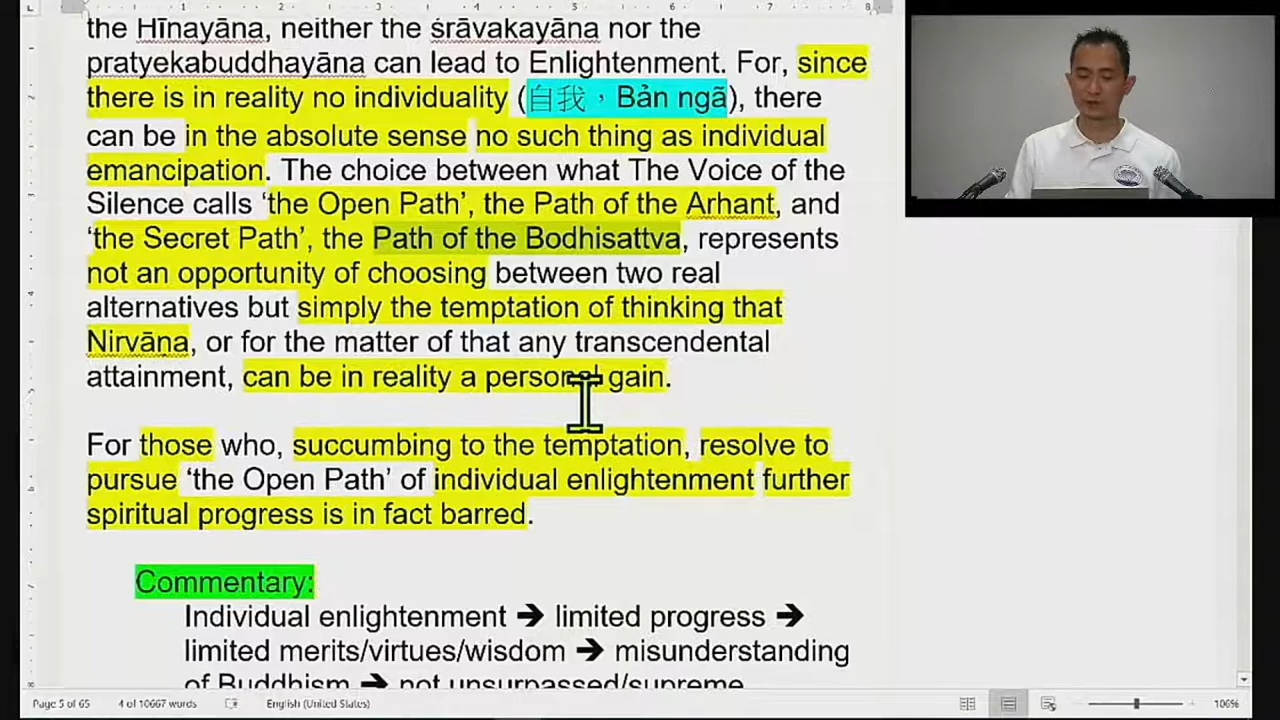 the Hīnayāna, neither the śrāvakayāna nor the
pratyekabuddhayāna can lead to Enlightenment. For, since
there is in reality no individuality (自我，Bản ngã), there
can be in the absolute sense no such thing as individual
emancipation. The choice between what The Voice of the
Silence calls ‘the Open Path’, the Path of the Arhant, and
‘the Secret Path’, the Path of the Bodhisattva, represents
not an opportunity of choosing between two real
alternatives but simply the temptation of thinking that
Nirvāṇa, or for the matter of that any transcendental
attainment, can be in reality a personal gain.
For those who, succumbing to the temptation, resolve to
pursue ‘the Open Path’ of individual enlightenment further
spiritual progress is in fact barred.
Commentary:
Individual enlightenment ➔ limited progress ➔
limited merits/virtues/wisdom ➔ misunderstanding
of Buddhism ➔ not unsurpassed/supreme
Page 5 of 65 4 of 10667 words English (United States) 106%